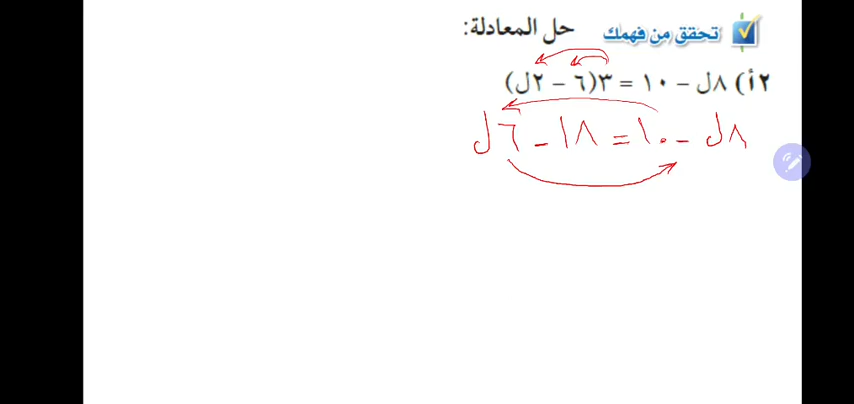 تحقق من فهمك حل المعادلة:
٢أ) ٨ل − ١٠ = ٣(٦ − ٢ل)
٨ل − ١٠ = ١٨ − ٦ل